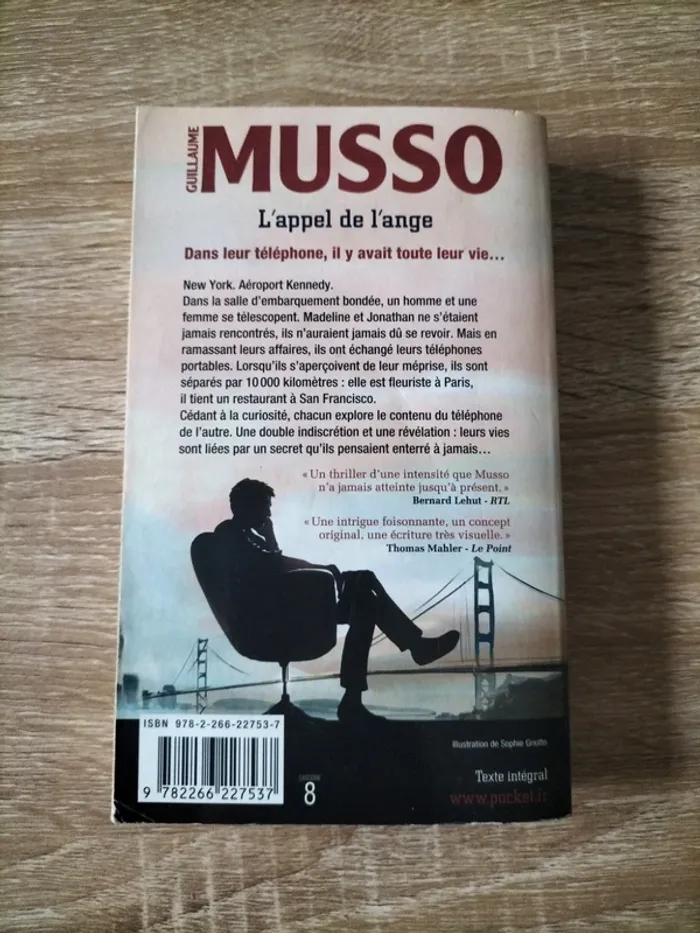 GUILLAUME
MUSSO
L'appel de l'ange
Dans leur téléphone, il y avait toute leur vie...
New York. Aéroport Kennedy.
Dans la salle d'embarquement bondée, un homme et une
femme se télescopent. Madeline et Jonathan ne s'étaient
jamais rencontrés, ils n'auraient jamais dû se revoir. Mais en
ramassant leurs affaires, ils ont échangé leurs téléphones
portables. Lorsqu'ils s'aperçoivent de leur méprise, ils sont
séparés par 10 000 kilomètres : elle est fleuriste à Paris,
il tient un restaurant à San Francisco.
Cédant à la curiosité, chacun explore le contenu du téléphone
de l'autre. Une double indiscrétion et une révélation : leurs vies
sont liées par un secret qu'ils pensaient enterré à jamais...
« Un thriller d'une intensité que Musso
n'a jamais atteinte jusqu'à présent. »
Bernard Lehut - RTL
« Une intrigue foisonnante, un concept
original, une écriture très visuelle. »
Thomas Mahler - Le Point
ISBN 978-2-266-22753-7
9 782266 227537
8
Illustration de Sophie Griotto
Texte intégral
www.pocket.fr